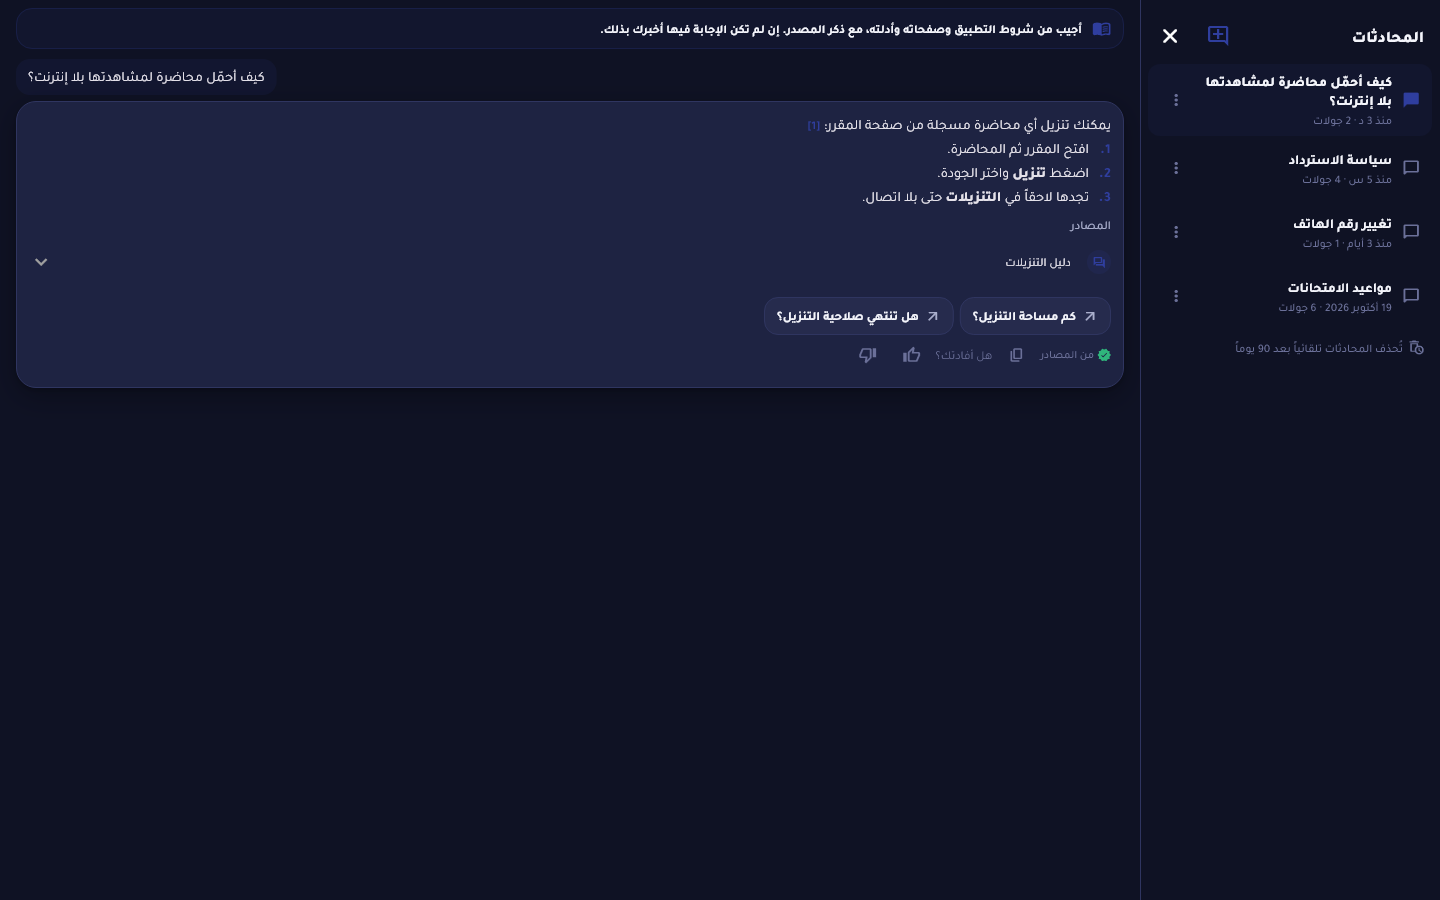 المحادثات
كيف أحمّل محاضرة لمشاهدتها
بلا إنترنت؟
منذ 3 د · 2 جولات
سياسة الاسترداد
منذ 5 س · 4 جولات
تغيير رقم الهاتف
منذ 3 أيام · 1 جولات
مواعيد الامتحانات
19 أكتوبر 2026 · 6 جولات
تُحذف المحادثات تلقائياً بعد 90 يوماً
أجيب من شروط التطبيق وصفحاته وأدلته، مع ذكر المصدر. إن لم تكن الإجابة فيها أخبرك بذلك.
كيف أحمّل محاضرة لمشاهدتها بلا إنترنت؟
يمكنك تنزيل أي محاضرة مسجلة من صفحة المقرر: [1]
1. افتح المقرر ثم المحاضرة.
2. اضغط تنزيل واختر الجودة.
3. تجدها لاحقاً في التنزيلات حتى بلا اتصال.
المصادر
دليل التنزيلات
كم مساحة التنزيل؟
هل تنتهي صلاحية التنزيل؟
من المصادر
هل أفادتك؟